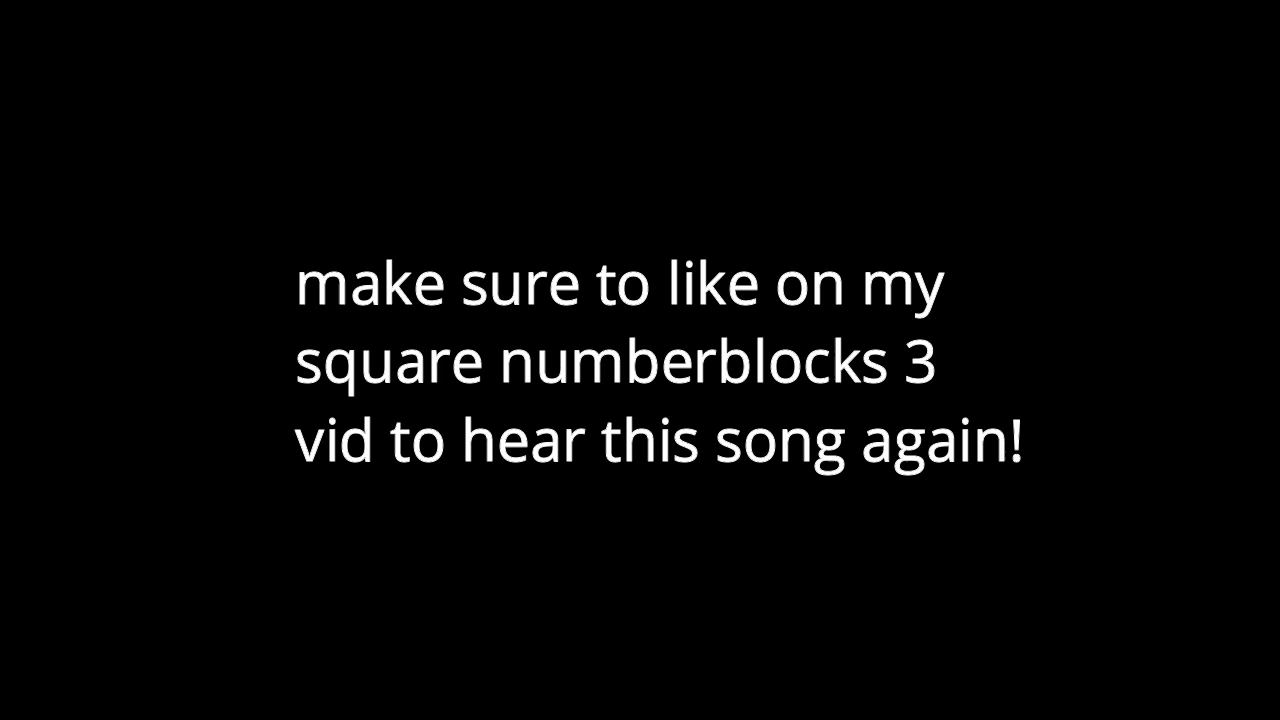 make sure to like on my
square numberblocks 3
vid to hear this song again!